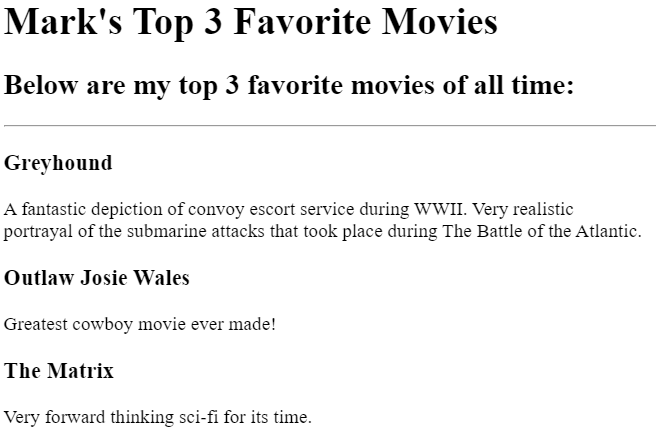 Mark's Top 3 Favorite Movies
Below are my top 3 favorite movies of all time:
Greyhound
A fantastic depiction of convoy escort service during WWII. Very realistic
portrayal of the submarine attacks that took place during The Battle of the Atlantic.
Outlaw Josie Wales
Greatest cowboy movie ever made!
The Matrix
Very forward thinking sci-fi for its time.